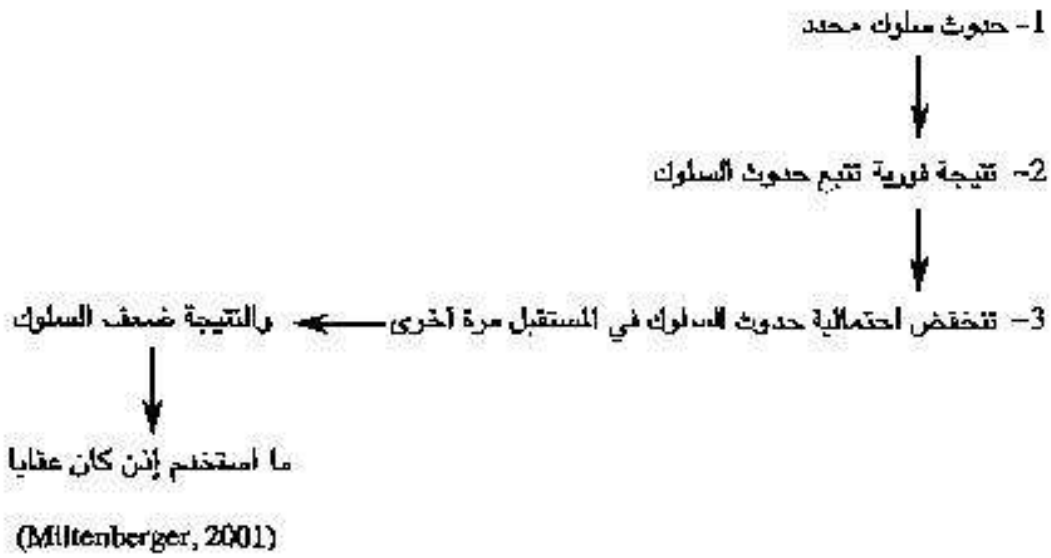 1- حدوث سلوك محدد
2- نتيجة فورية تتبع حدوث السلوك
3- تنخفض احتمالية حدوث السلوك في المستقبل مرة أخرى
والنتيجة ضعف السلوك
ما استخدم إذن كان عقابا
(Miltenberger, 2001)